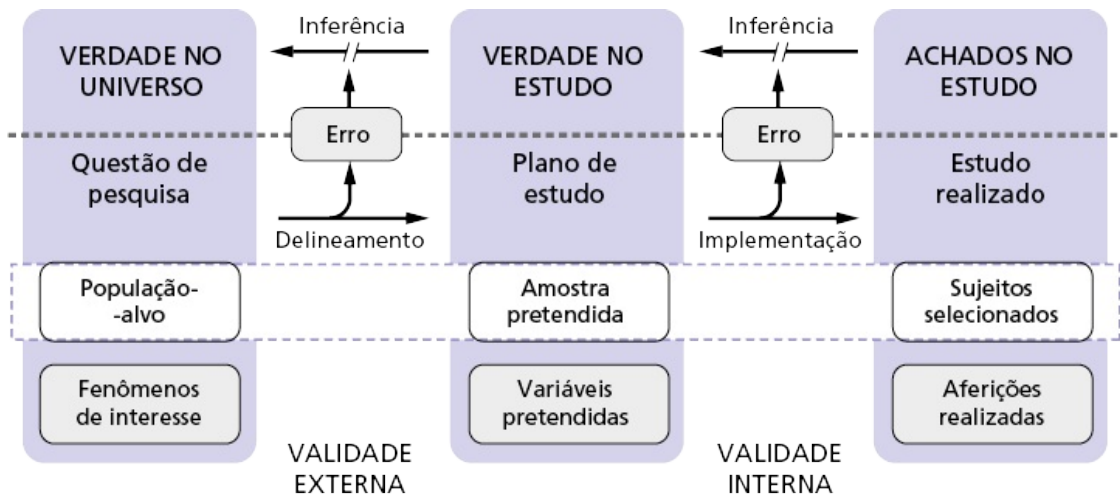 Inferência
Inferência
VERDADE NO
UNIVERSO
VERDADE NO
ESTUDO
ACHADOS NO
ESTUDO
Erro
Erro
Questão de
pesquisa
Plano de
estudo
Estudo
realizado
Delineamento
Implementação
População-
-alvo
Amostra
pretendida
Sujeitos
selecionados
Fenômenos
de interesse
Variáveis
pretendidas
Aferições
realizadas
VALIDADE
EXTERNA
VALIDADE
INTERNA